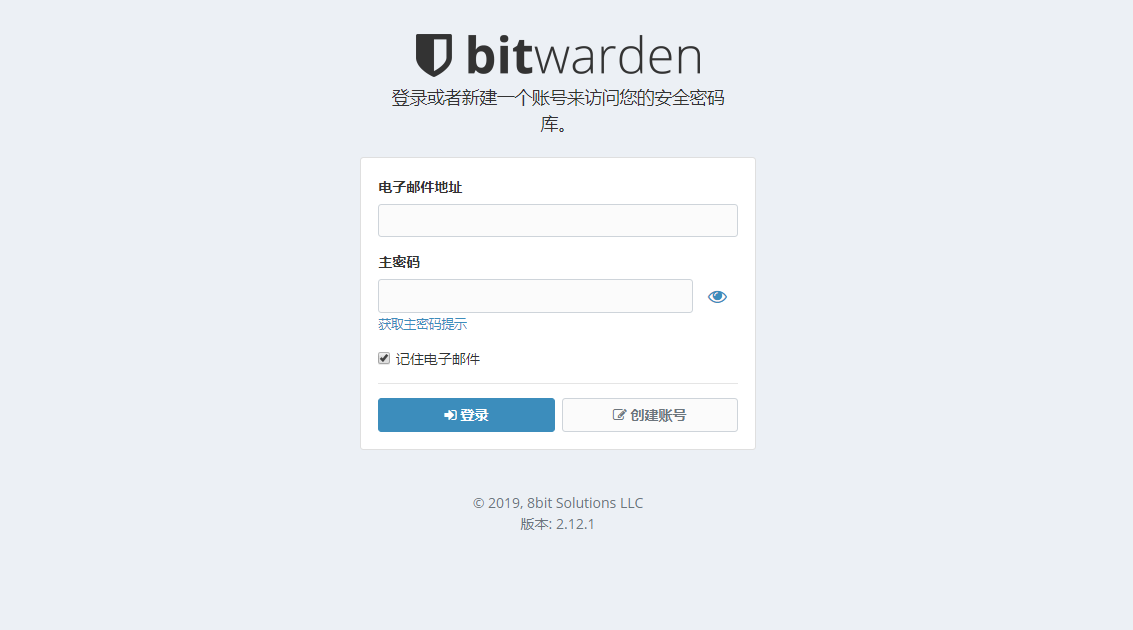 bitwarden
登录或者新建一个账号来访问您的安全密码
库。
电子邮件地址
主密码
获取主密码提示
记住电子邮件
登录
创建账号
© 2019, 8bit Solutions LLC
版本: 2.12.1